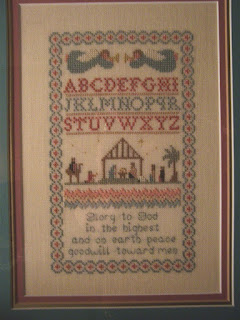 ABCDEFGHI
JKLMNOPQR
STUVWXYZ
Glory to God
in the highest
and on earth peace
goodwill toward men